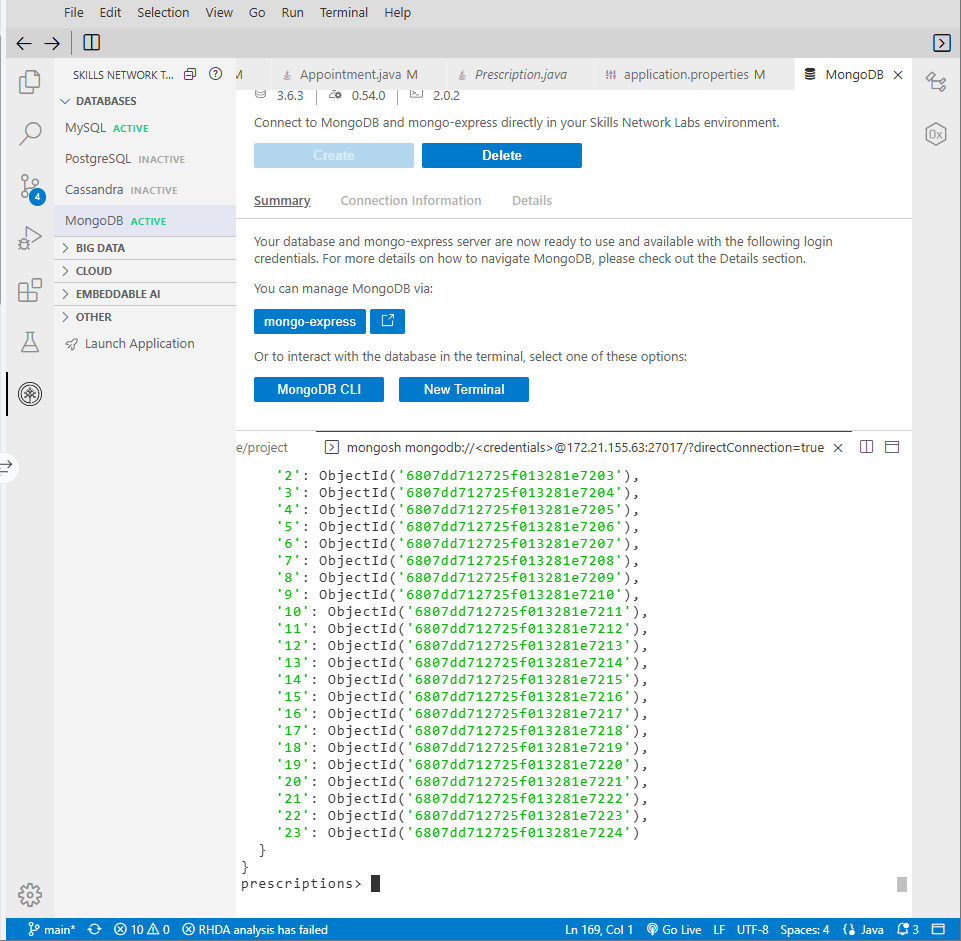 File Edit Selection View Go Run Terminal Help
SKILLS NETWORK T... M Appointment.java M Prescription.java application.properties M MongoDB
DATABASES
MySQL ACTIVE
PostgreSQL INACTIVE
Cassandra INACTIVE
MongoDB ACTIVE
BIG DATA
CLOUD
EMBEDDABLE AI
OTHER
Launch Application
4
0x
3.6.3 0.54.0 2.0.2
Connect to MongoDB and mongo-express directly in your Skills Network Labs environment.
Create Delete
Summary Connection Information Details
Your database and mongo-express server are now ready to use and available with the following login
credentials. For more details on how to navigate MongoDB, please check out the Details section.
You can manage MongoDB via:
mongo-express
Or to interact with the database in the terminal, select one of these options:
MongoDB CLI New Terminal
e/project mongosh mongodb://<credentials>@172.21.155.63:27017/?directConnection=true
'2': ObjectId('6807dd712725f013281e7203'),
'3': ObjectId('6807dd712725f013281e7204'),
'4': ObjectId('6807dd712725f013281e7205'),
'5': ObjectId('6807dd712725f013281e7206'),
'6': ObjectId('6807dd712725f013281e7207'),
'7': ObjectId('6807dd712725f013281e7208'),
'8': ObjectId('6807dd712725f013281e7209'),
'9': ObjectId('6807dd712725f013281e7210'),
'10': ObjectId('6807dd712725f013281e7211'),
'11': ObjectId('6807dd712725f013281e7212'),
'12': ObjectId('6807dd712725f013281e7213'),
'13': ObjectId('6807dd712725f013281e7214'),
'14': ObjectId('6807dd712725f013281e7215'),
'15': ObjectId('6807dd712725f013281e7216'),
'16': ObjectId('6807dd712725f013281e7217'),
'17': ObjectId('6807dd712725f013281e7218'),
'18': ObjectId('6807dd712725f013281e7219'),
'19': ObjectId('6807dd712725f013281e7220'),
'20': ObjectId('6807dd712725f013281e7221'),
'21': ObjectId('6807dd712725f013281e7222'),
'22': ObjectId('6807dd712725f013281e7223'),
'23': ObjectId('6807dd712725f013281e7224')
}
}
prescriptions>
main* 10 0 RHDA analysis has failed Ln 169, Col 1 Go Live LF UTF-8 Spaces: 4 Java 3